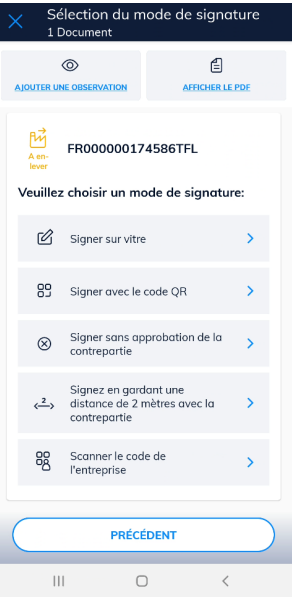 Sélection du mode de signature
1 Document
AJOUTER UNE OBSERVATION
AFFICHER LE PDF
A en-
lever
FR000000174586TFL
Veuillez choisir un mode de signature:
Signer sur vitre
Signer avec le code QR
Signer sans approbation de la
contrepartie
2
Signez en gardant une
distance de 2 mètres avec la
contrepartie
Scanner le code de
l'entreprise
PRÉCÉDENT